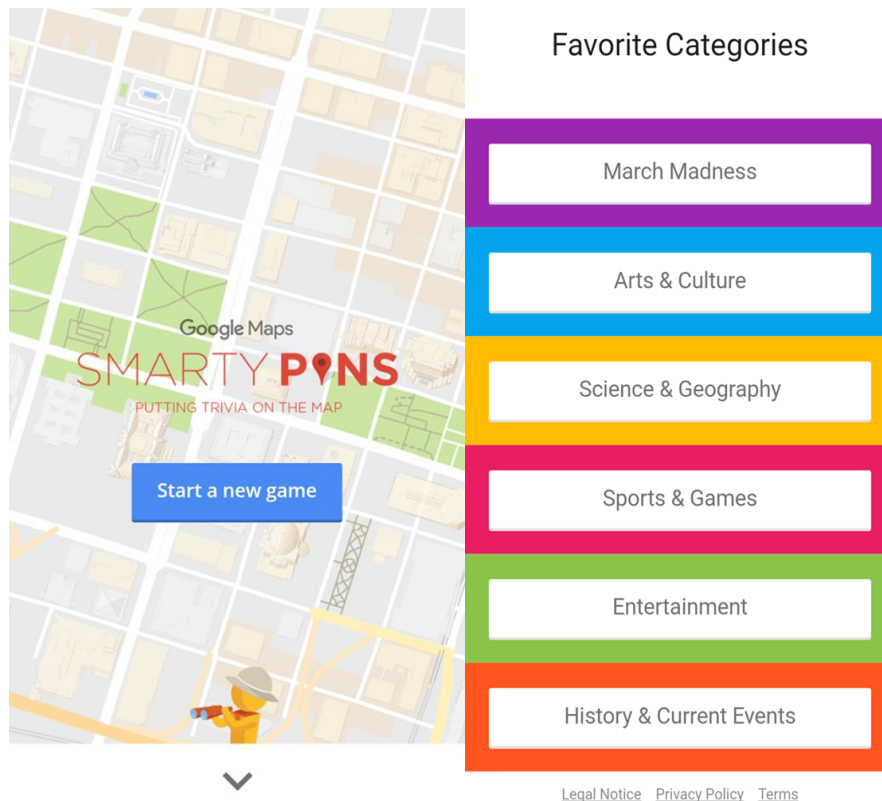 Google Maps
SMARTY PINS
PUTTING TRIVIA ON THE MAP
Start a new game
Favorite Categories
March Madness
Arts & Culture
Science & Geography
Sports & Games
Entertainment
History & Current Events
Legal Notice Privacy Policy Terms